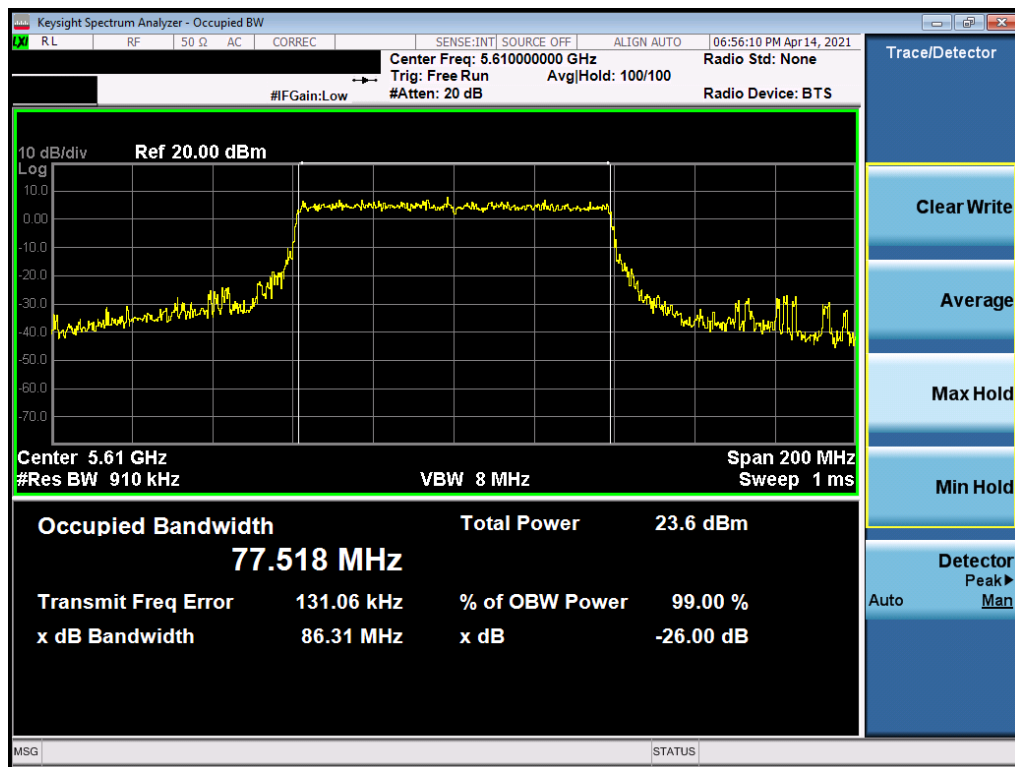 Keysight Spectrum Analyzer - Occupied BW
LXI RL RF 50 Ω AC CORREC SENSE:INT SOURCE OFF ALIGN AUTO 06:56:10 PM Apr 14, 2021
Center Freq: 5.610000000 GHz Radio Std: None
Trig: Free Run Avg|Hold: 100/100
#IFGain:Low #Atten: 20 dB Radio Device: BTS
10 dB/div Ref 20.00 dBm
Log
10.0
0.00
-10.0
-20.0
-30.0
-40.0
-50.0
-60.0
-70.0
Center 5.61 GHz Span 200 MHz
#Res BW 910 kHz VBW 8 MHz Sweep 1 ms
Occupied Bandwidth Total Power 23.6 dBm
77.518 MHz
Transmit Freq Error 131.06 kHz % of OBW Power 99.00 %
x dB Bandwidth 86.31 MHz x dB -26.00 dB
MSG STATUS
Trace/Detector
Clear Write
Average
Max Hold
Min Hold
Detector
Peak▶
Auto Man